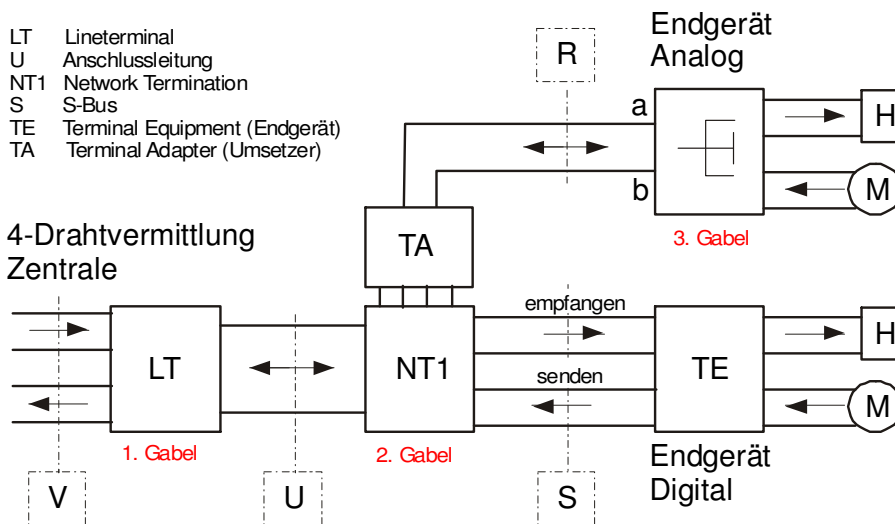 LT Lineterminal
U Anschlussleitung
NT1 Network Termination
S S-Bus
TE Terminal Equipment (Endgerät)
TA Terminal Adapter (Umsetzer)
Endgerät
Analog
R
a
b
H
M
3. Gabel
4-Drahtvermittlung
Zentrale
TA
LT
NT1
empfangen
senden
TE
H
M
1. Gabel
2. Gabel
Endgerät
Digital
V
U
S